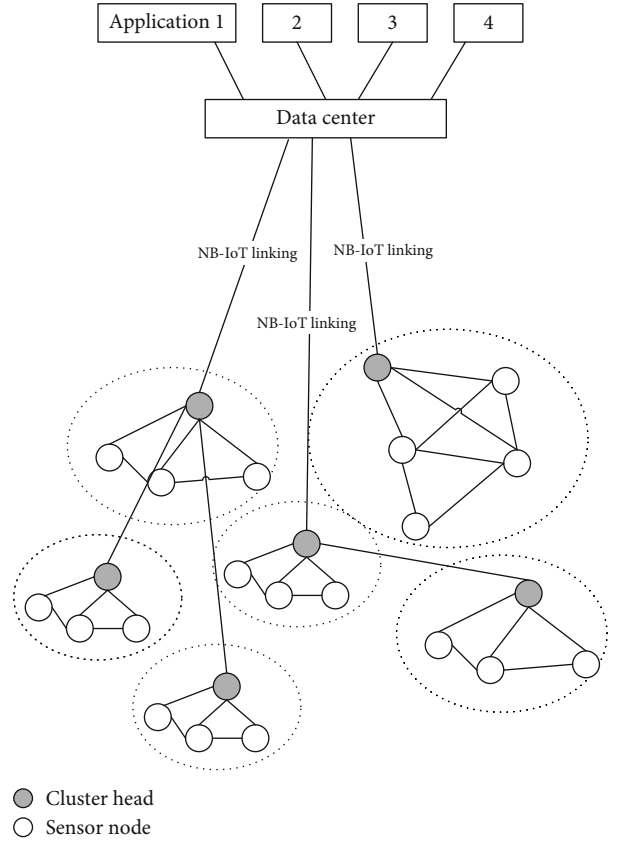 Application 1
2
3
4
Data center
NB-IoT linking
NB-IoT linking
NB-IoT linking
Cluster head
Sensor node